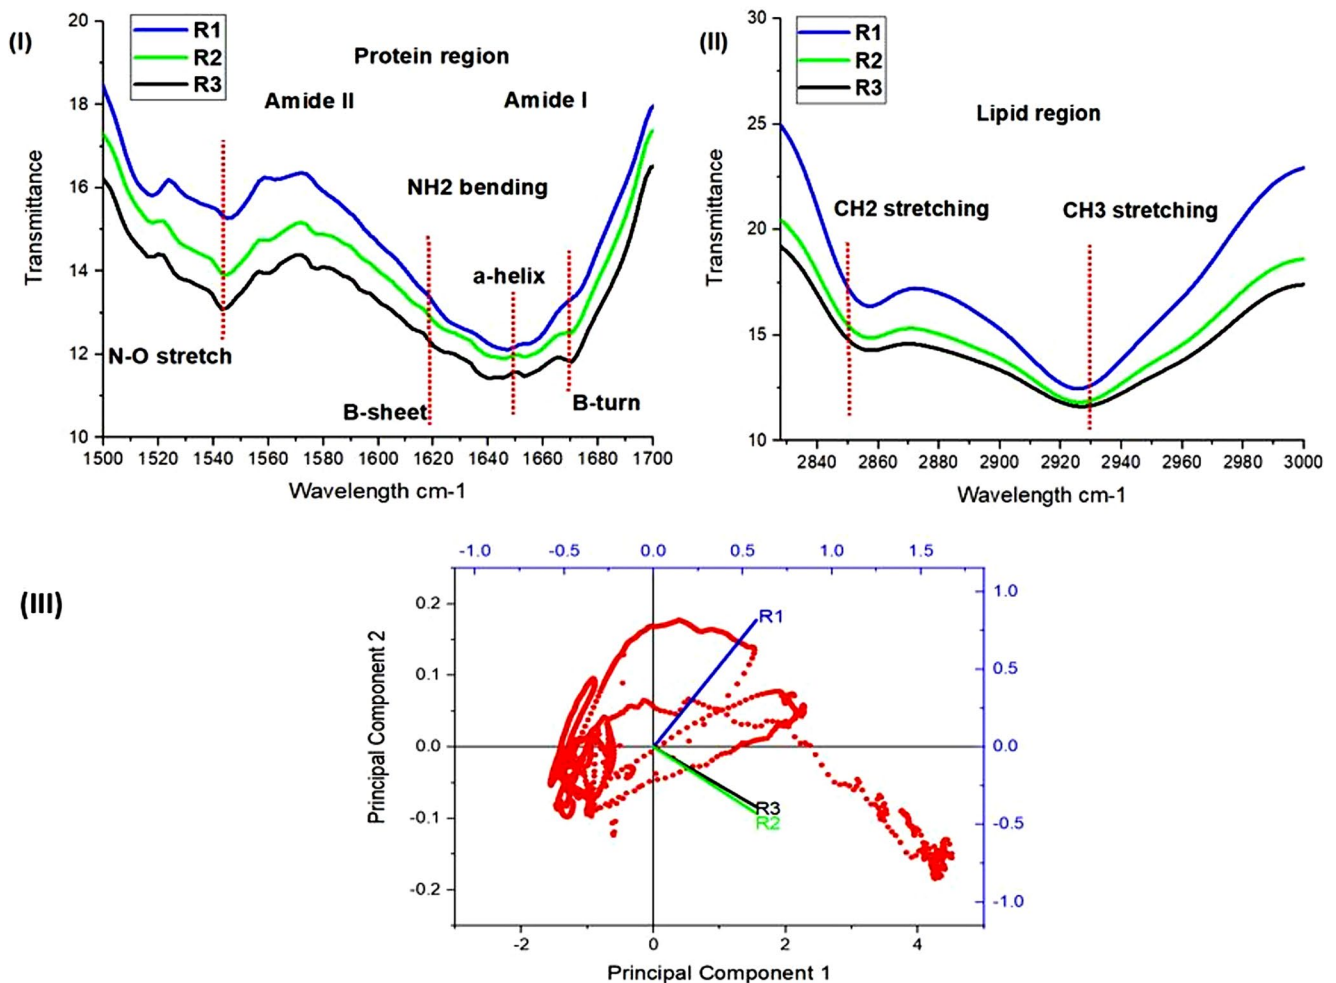 (I)
R1
R2
R3
Protein region
Amide II
Amide I
NH2 bending
a-helix
N-O stretch
B-sheet
B-turn
Transmittance
20
18
16
14
12
10
1500 1520 1540 1560 1580 1600 1620 1640 1660 1680 1700
Wavelength cm-1
(II)
R1
R2
R3
Lipid region
CH2 stretching
CH3 stretching
Transmittance
30
25
20
15
10
2840 2860 2880 2900 2920 2940 2960 2980 3000
Wavelength cm-1
(III)
-1.0 -0.5 0.0 0.5 1.0 1.5
Principal Component 2
0.2
0.1
0.0
-0.1
-0.2
R1
R3
R2
1.0
0.5
0.0
-0.5
-1.0
-2 0 2 4
Principal Component 1